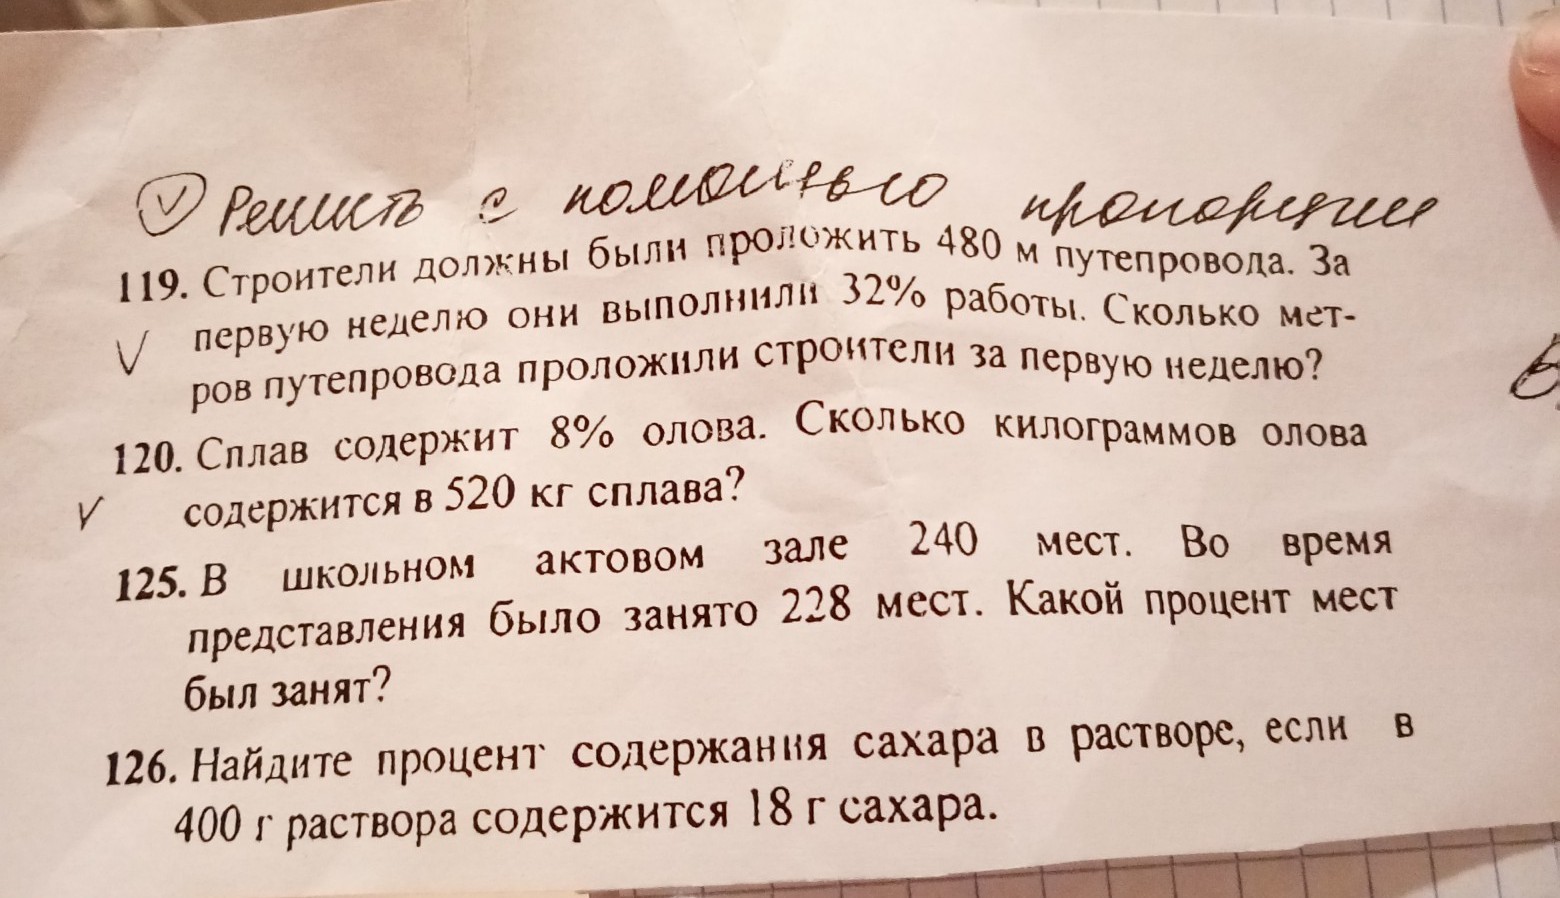 Решить с помощью пропорции
119. Строители должны были проложить 480 м путепровода. За
первую неделю они выполнили 32% работы. Сколько мет-
ров путепровода проложили строители за первую неделю?
120. Сплав содержит 8% олова. Сколько килограммов олова
содержится в 520 кг сплава?
125. В школьном актовом зале 240 мест. Во время
представления было занято 228 мест. Какой процент мест
был занят?
126. Найдите процент содержания сахара в растворе, если в
400 г раствора содержится 18 г сахара.